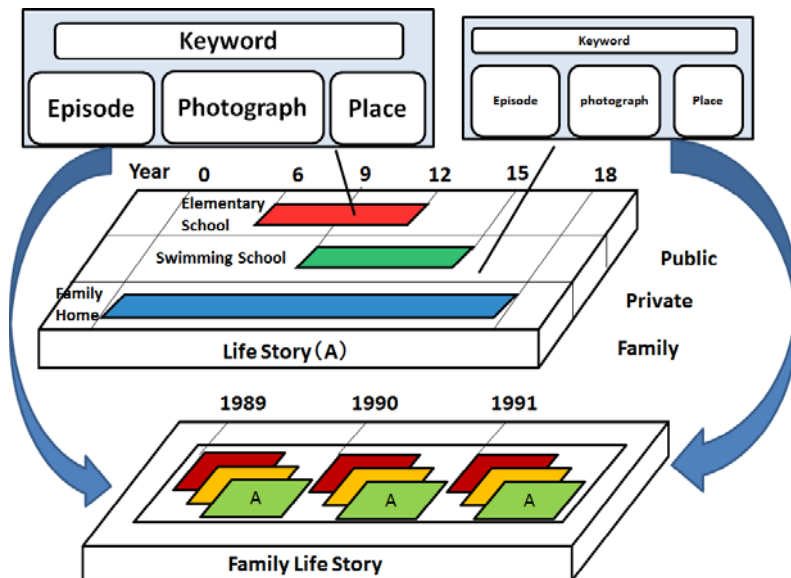 Keyword
Episode Photograph Place
Keyword
Episode photograph Place
Year 0 6 9 12 15 18
Elementary
School
Swimming School
Family
Home
Public
Private
Family
Life Story(A)
1989 1990 1991
A A A
Family Life Story